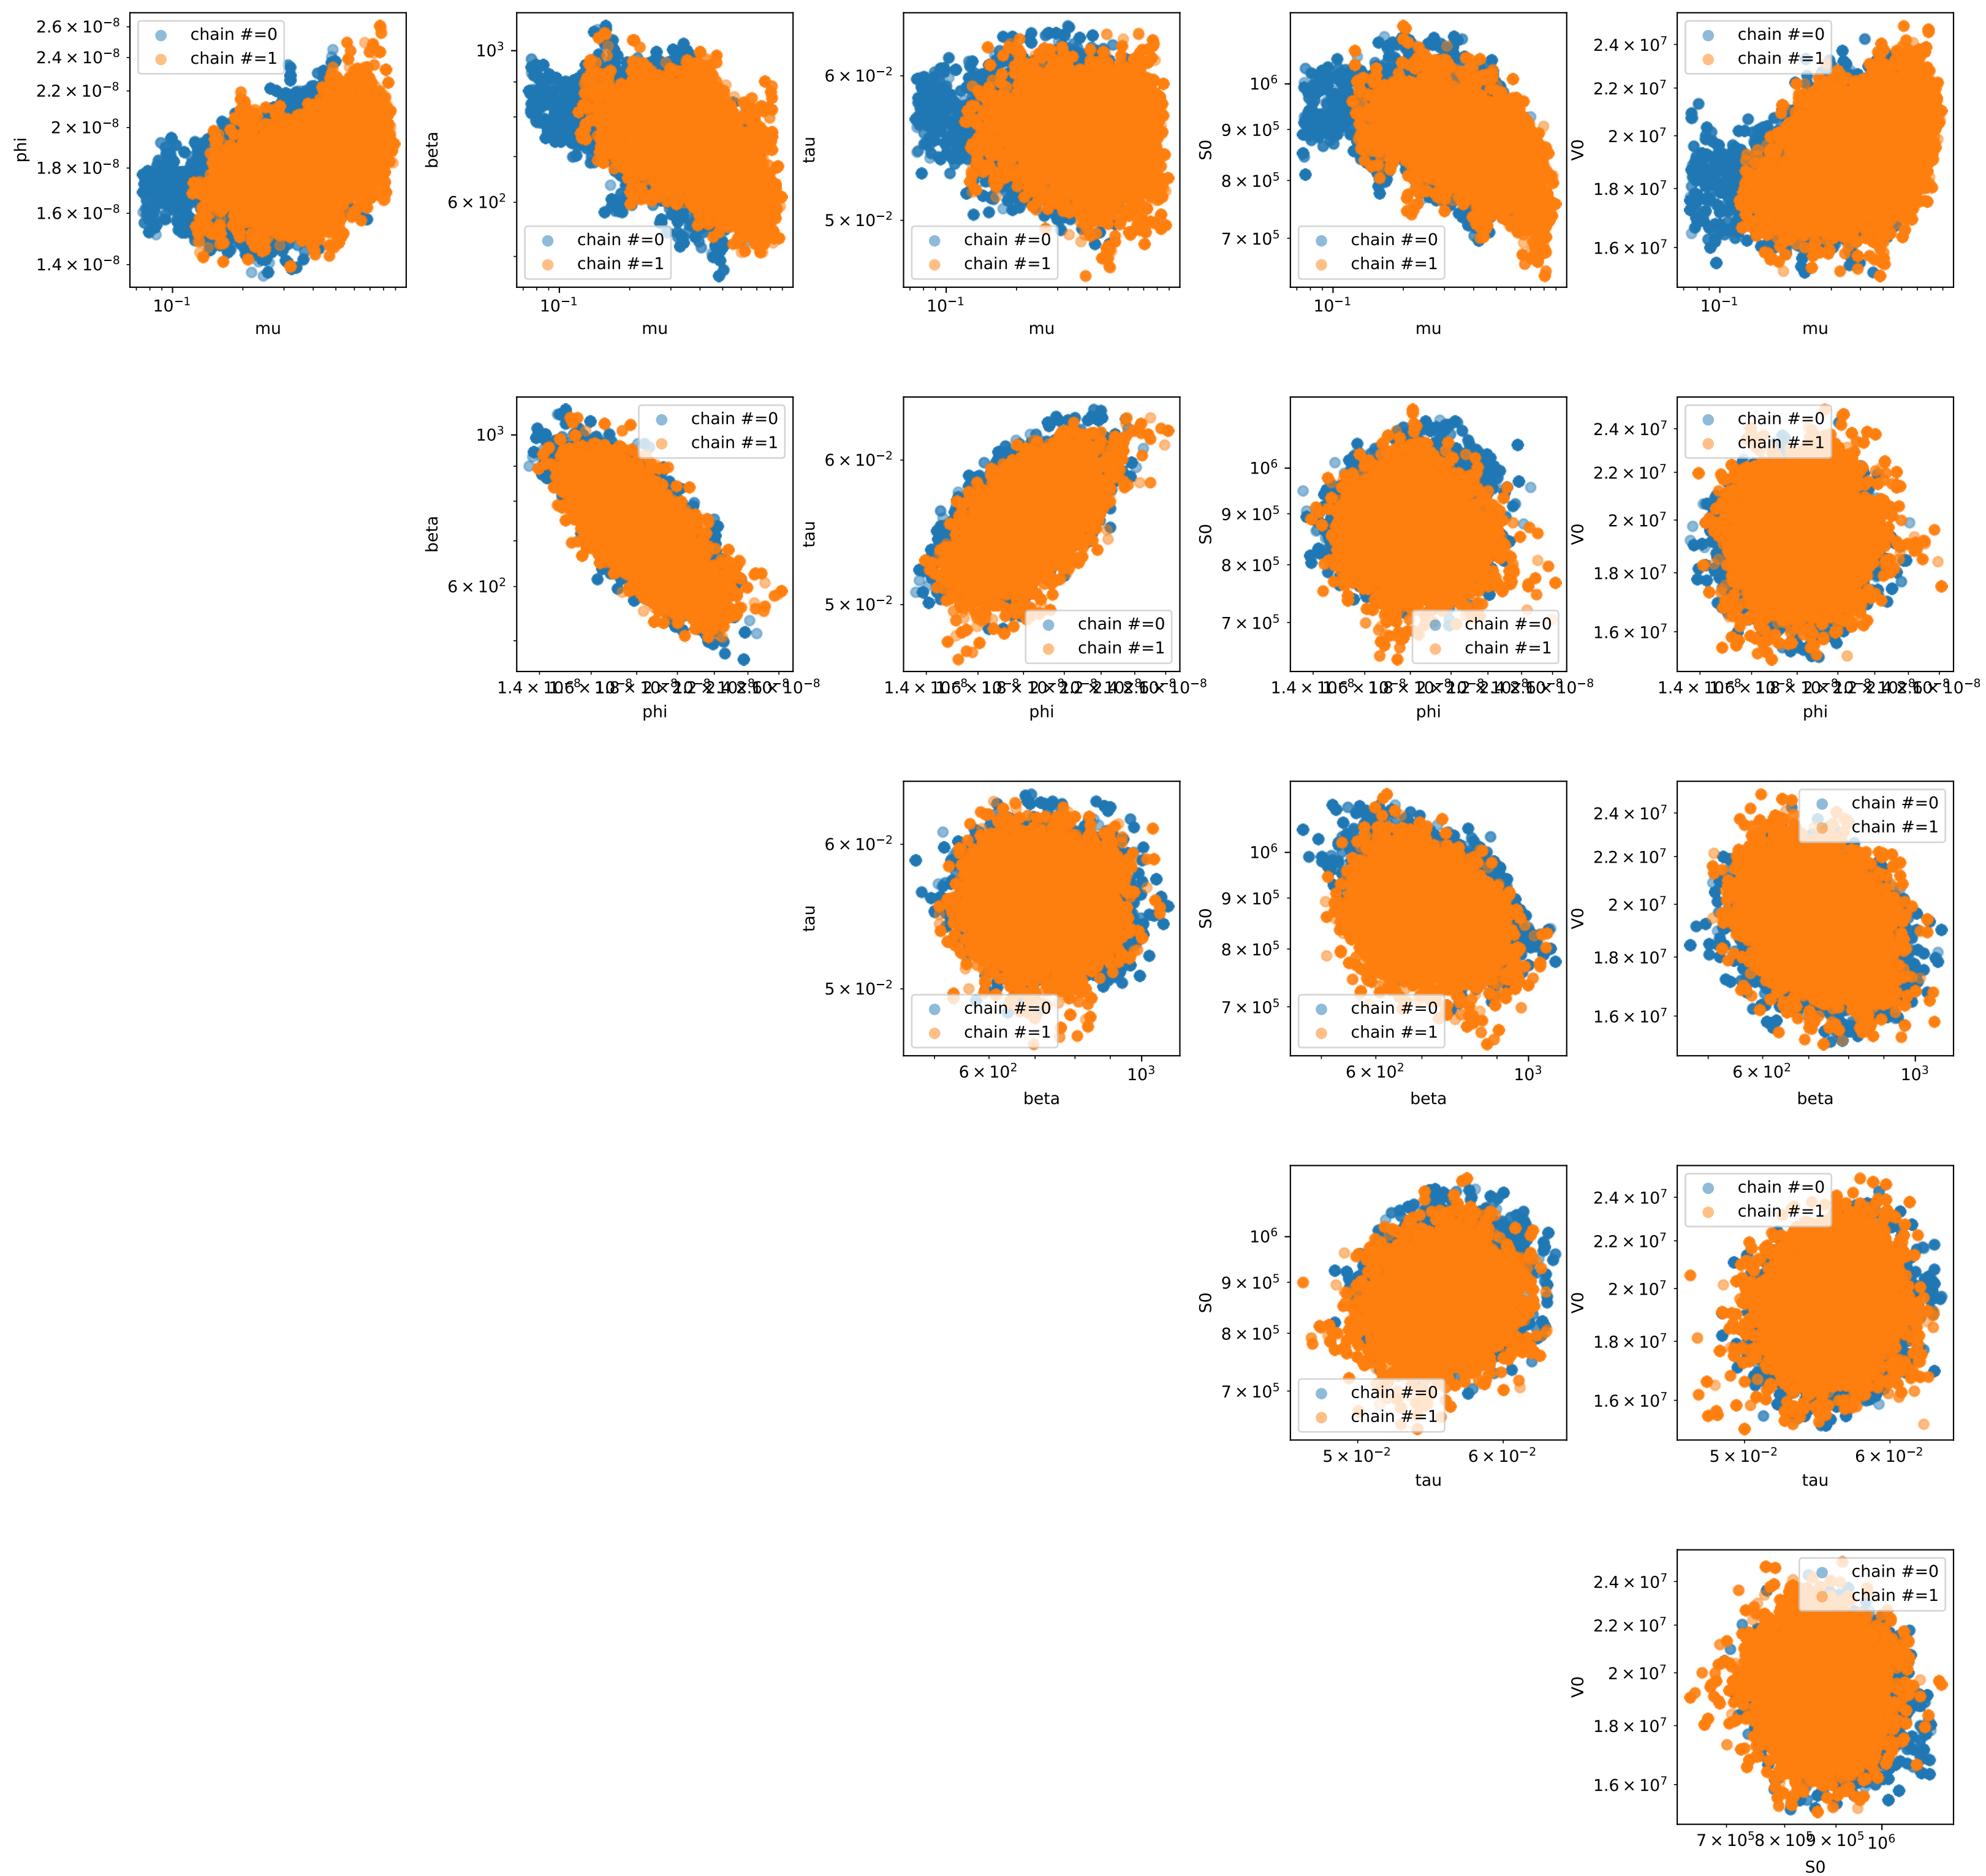 2.6 × 10⁻⁸
2.4 × 10⁻⁸
2.2 × 10⁻⁸
2 × 10⁻⁸
1.8 × 10⁻⁸
1.6 × 10⁻⁸
1.4 × 10⁻⁸
phi
chain #=0
chain #=1
10⁻¹
mu
10³
6 × 10²
beta
chain #=0
chain #=1
10⁻¹
mu
6 × 10⁻²
5 × 10⁻²
tau
chain #=0
chain #=1
10⁻¹
mu
10⁶
9 × 10⁵
8 × 10⁵
7 × 10⁵
S0
chain #=0
chain #=1
10⁻¹
mu
2.4 × 10⁷
2.2 × 10⁷
2 × 10⁷
1.8 × 10⁷
1.6 × 10⁷
V0
chain #=0
chain #=1
10⁻¹
mu
10³
6 × 10²
beta
chain #=0
chain #=1
phi
6 × 10⁻²
5 × 10⁻²
tau
chain #=0
chain #=1
phi
10⁶
9 × 10⁵
8 × 10⁵
7 × 10⁵
S0
chain #=0
chain #=1
phi
2.4 × 10⁷
2.2 × 10⁷
2 × 10⁷
1.8 × 10⁷
1.6 × 10⁷
V0
chain #=0
chain #=1
phi
6 × 10⁻²
5 × 10⁻²
tau
chain #=0
chain #=1
6 × 10² 10³
beta
10⁶
9 × 10⁵
8 × 10⁵
7 × 10⁵
S0
chain #=0
chain #=1
6 × 10² 10³
beta
2.4 × 10⁷
2.2 × 10⁷
2 × 10⁷
1.8 × 10⁷
1.6 × 10⁷
V0
chain #=0
chain #=1
6 × 10² 10³
beta
10⁶
9 × 10⁵
8 × 10⁵
7 × 10⁵
S0
chain #=0
chain #=1
5 × 10⁻² 6 × 10⁻²
tau
2.4 × 10⁷
2.2 × 10⁷
2 × 10⁷
1.8 × 10⁷
1.6 × 10⁷
V0
chain #=0
chain #=1
5 × 10⁻² 6 × 10⁻²
tau
2.4 × 10⁷
2.2 × 10⁷
2 × 10⁷
1.8 × 10⁷
1.6 × 10⁷
V0
chain #=0
chain #=1
7 × 10⁵ 8 × 10⁵ 9 × 10⁵ 10⁶
S0